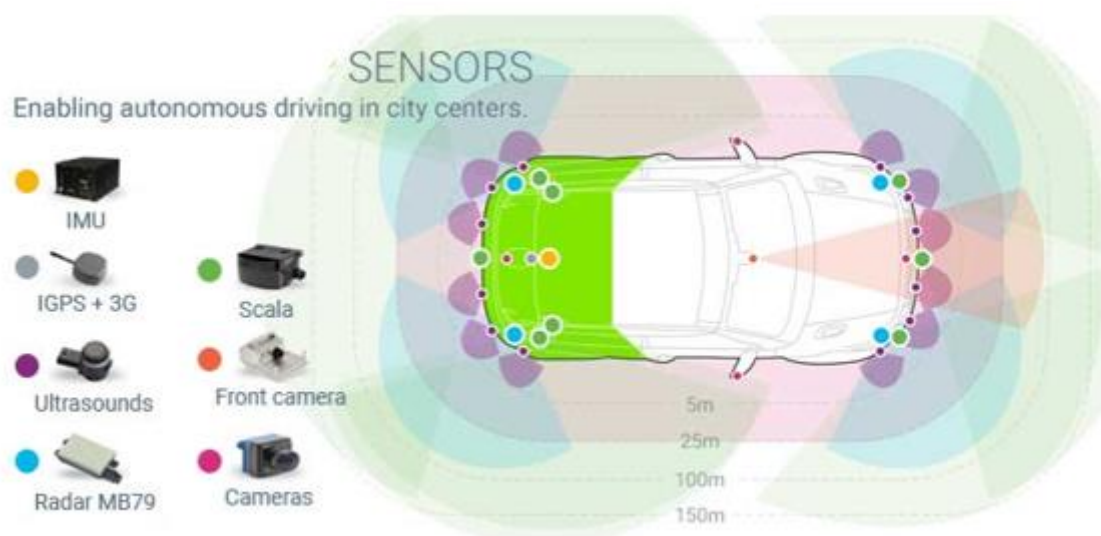 SENSORS
Enabling autonomous driving in city centers.
IMU
IGPS + 3G
Scala
Ultrasounds
Front camera
Radar MB79
Cameras
5m
25m
100m
150m